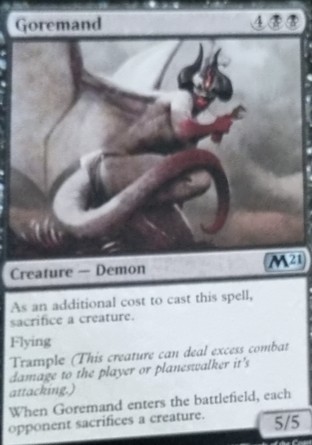 Goremand 4
Creature — Demon M21
As an additional cost to cast this spell,
sacrifice a creature.
Flying
Trample (This creature can deal excess combat
damage to the player or planeswalker it's
attacking.)
When Goremand enters the battlefield, each
opponent sacrifices a creature.
5/5